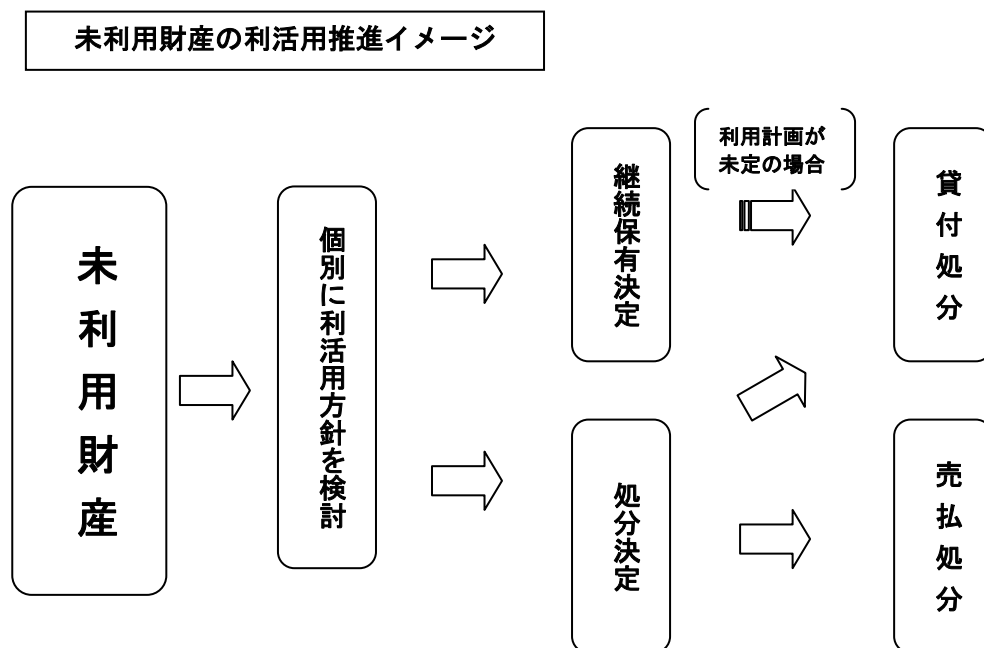 未利用財産の利活用推進イメージ
未利用財産
個別に利活用方針を検討
継続保有決定
利用計画が
未定の場合
貸付処分
処分決定
売払処分